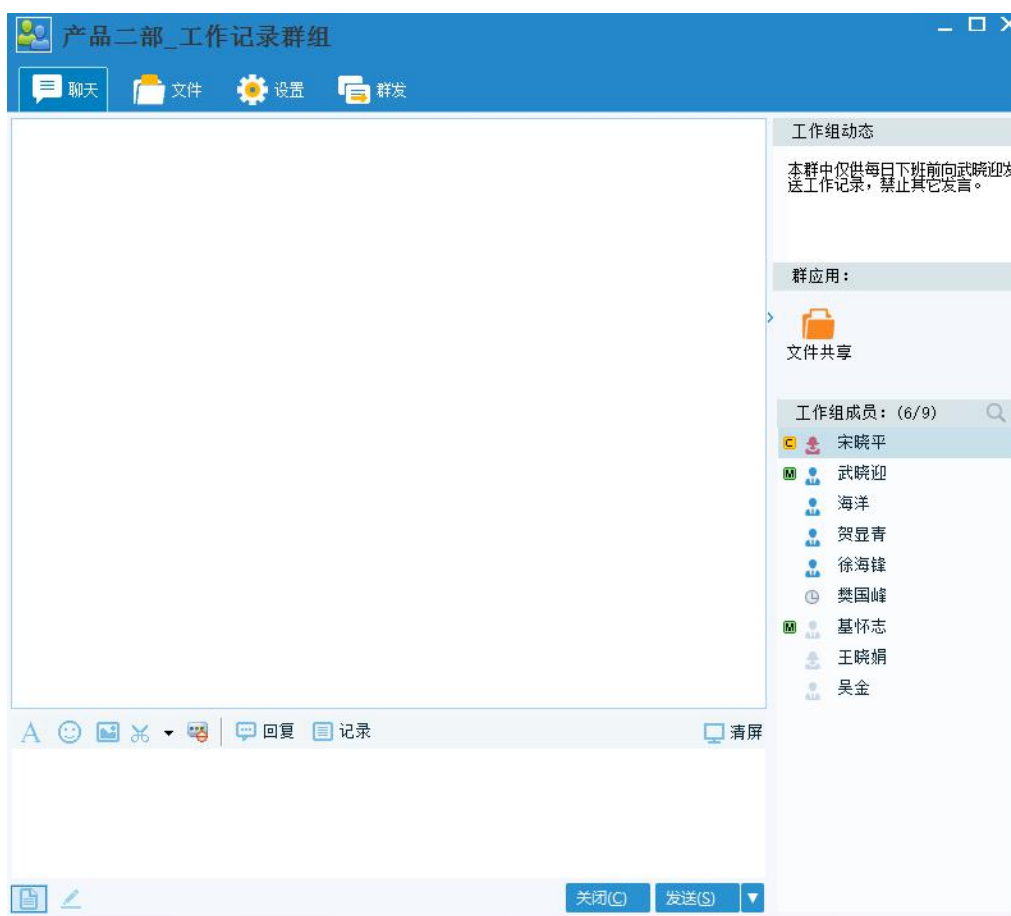 产品二部_工作记录群组
聊天 文件 设置 群发
工作组动态
本群中仅供每日下班前向武晓迎发
送工作记录，禁止其它发言。
群应用：
文件共享
工作组成员：(6/9)
C 宋晓平
M 武晓迎
海洋
贺显青
徐海锋
樊国峰
M 基怀志
王晓娟
吴金
A 回复 记录 清屏
关闭(C) 发送(S)